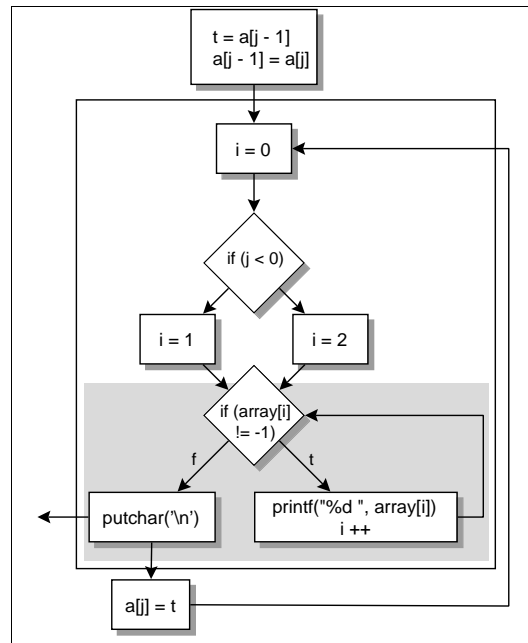 t = a[j - 1]
a[j - 1] = a[j]
i = 0
if (j < 0)
i = 1
i = 2
if (array[i]
!= -1)
f
t
putchar('\n')
printf("%d ", array[i])
i ++
a[j] = t